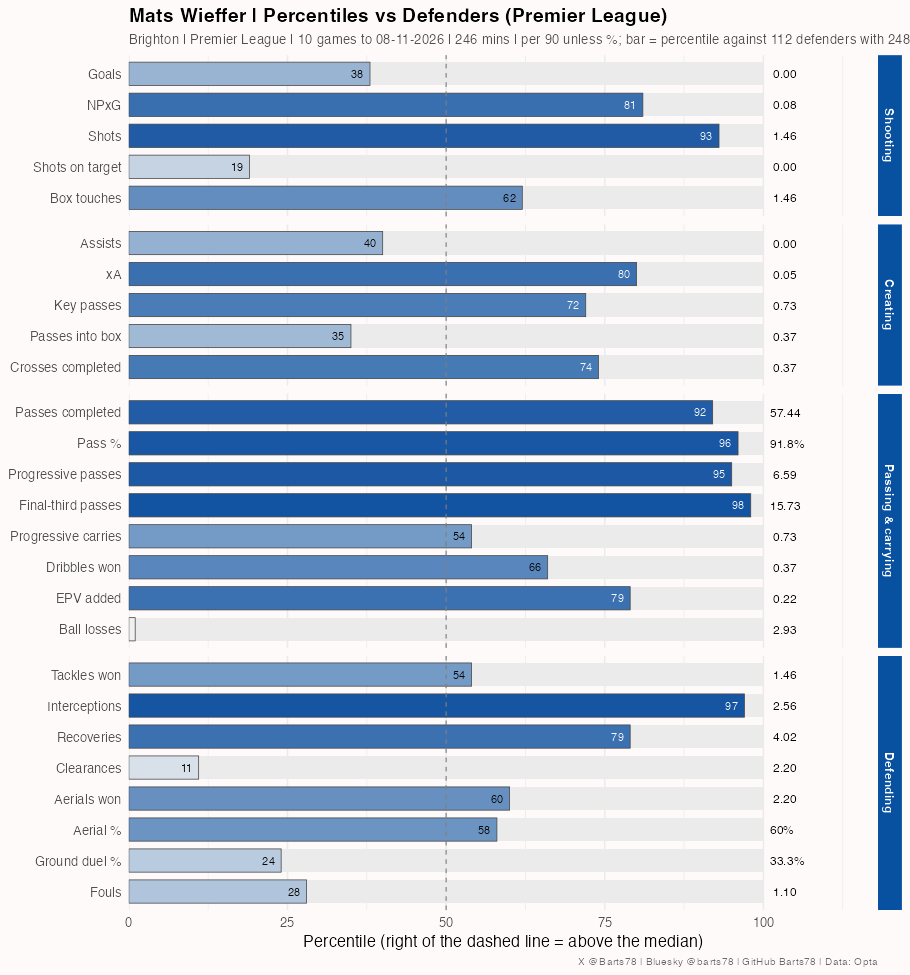 Mats Wieffer | Percentiles vs Defenders (Premier League)
Brighton | Premier League | 10 games to 08-11-2026 | 246 mins | per 90 unless %; bar = percentile against 112 defenders with 248
Goals 38 0.00
NPxG 81 0.08
Shots 93 1.46
Shots on target 19 0.00
Box touches 62 1.46
Shooting
Assists 40 0.00
xA 80 0.05
Key passes 72 0.73
Passes into box 35 0.37
Crosses completed 74 0.37
Creating
Passes completed 92 57.44
Pass % 96 91.8%
Progressive passes 95 6.59
Final-third passes 98 15.73
Progressive carries 54 0.73
Dribbles won 66 0.37
EPV added 79 0.22
Ball losses 2.93
Passing & carrying
Tackles won 54 1.46
Interceptions 97 2.56
Recoveries 79 4.02
Clearances 11 2.20
Aerials won 60 2.20
Aerial % 58 60%
Ground duel % 24 33.3%
Fouls 28 1.10
Defending
0 25 50 75 100
Percentile (right of the dashed line = above the median)
X @Barts78 | Bluesky @barts78 | GitHub Barts78 | Data: Opta